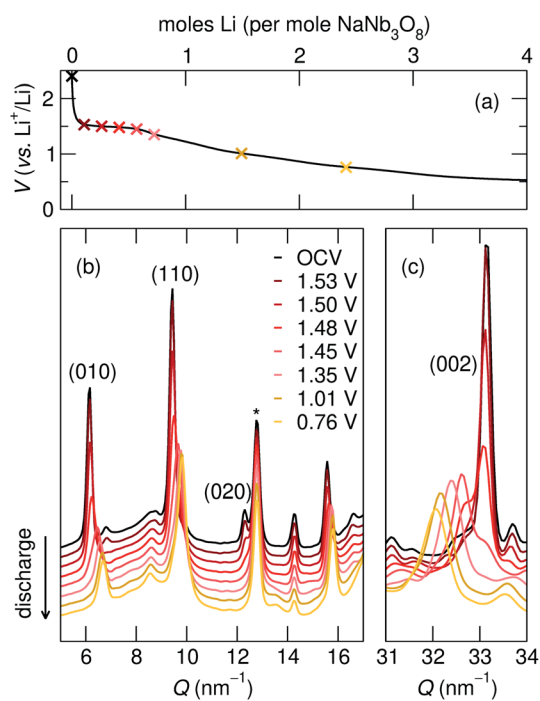 moles Li (per mole NaNb₃O₈)
0 1 2 3 4
V (vs. Li⁺/Li)
2
1
0
(a)
(b)
(110)
(010)
(020)
*
OCV
1.53 V
1.50 V
1.48 V
1.45 V
1.35 V
1.01 V
0.76 V
(c)
(002)
discharge
6 8 10 12 14 16
31 32 33 34
Q (nm⁻¹)
Q (nm⁻¹)